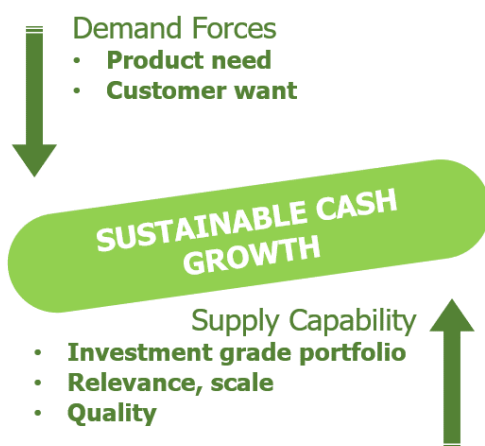 Demand Forces
• Product need
• Customer want
SUSTAINABLE CASH
GROWTH
Supply Capability
• Investment grade portfolio
• Relevance, scale
• Quality